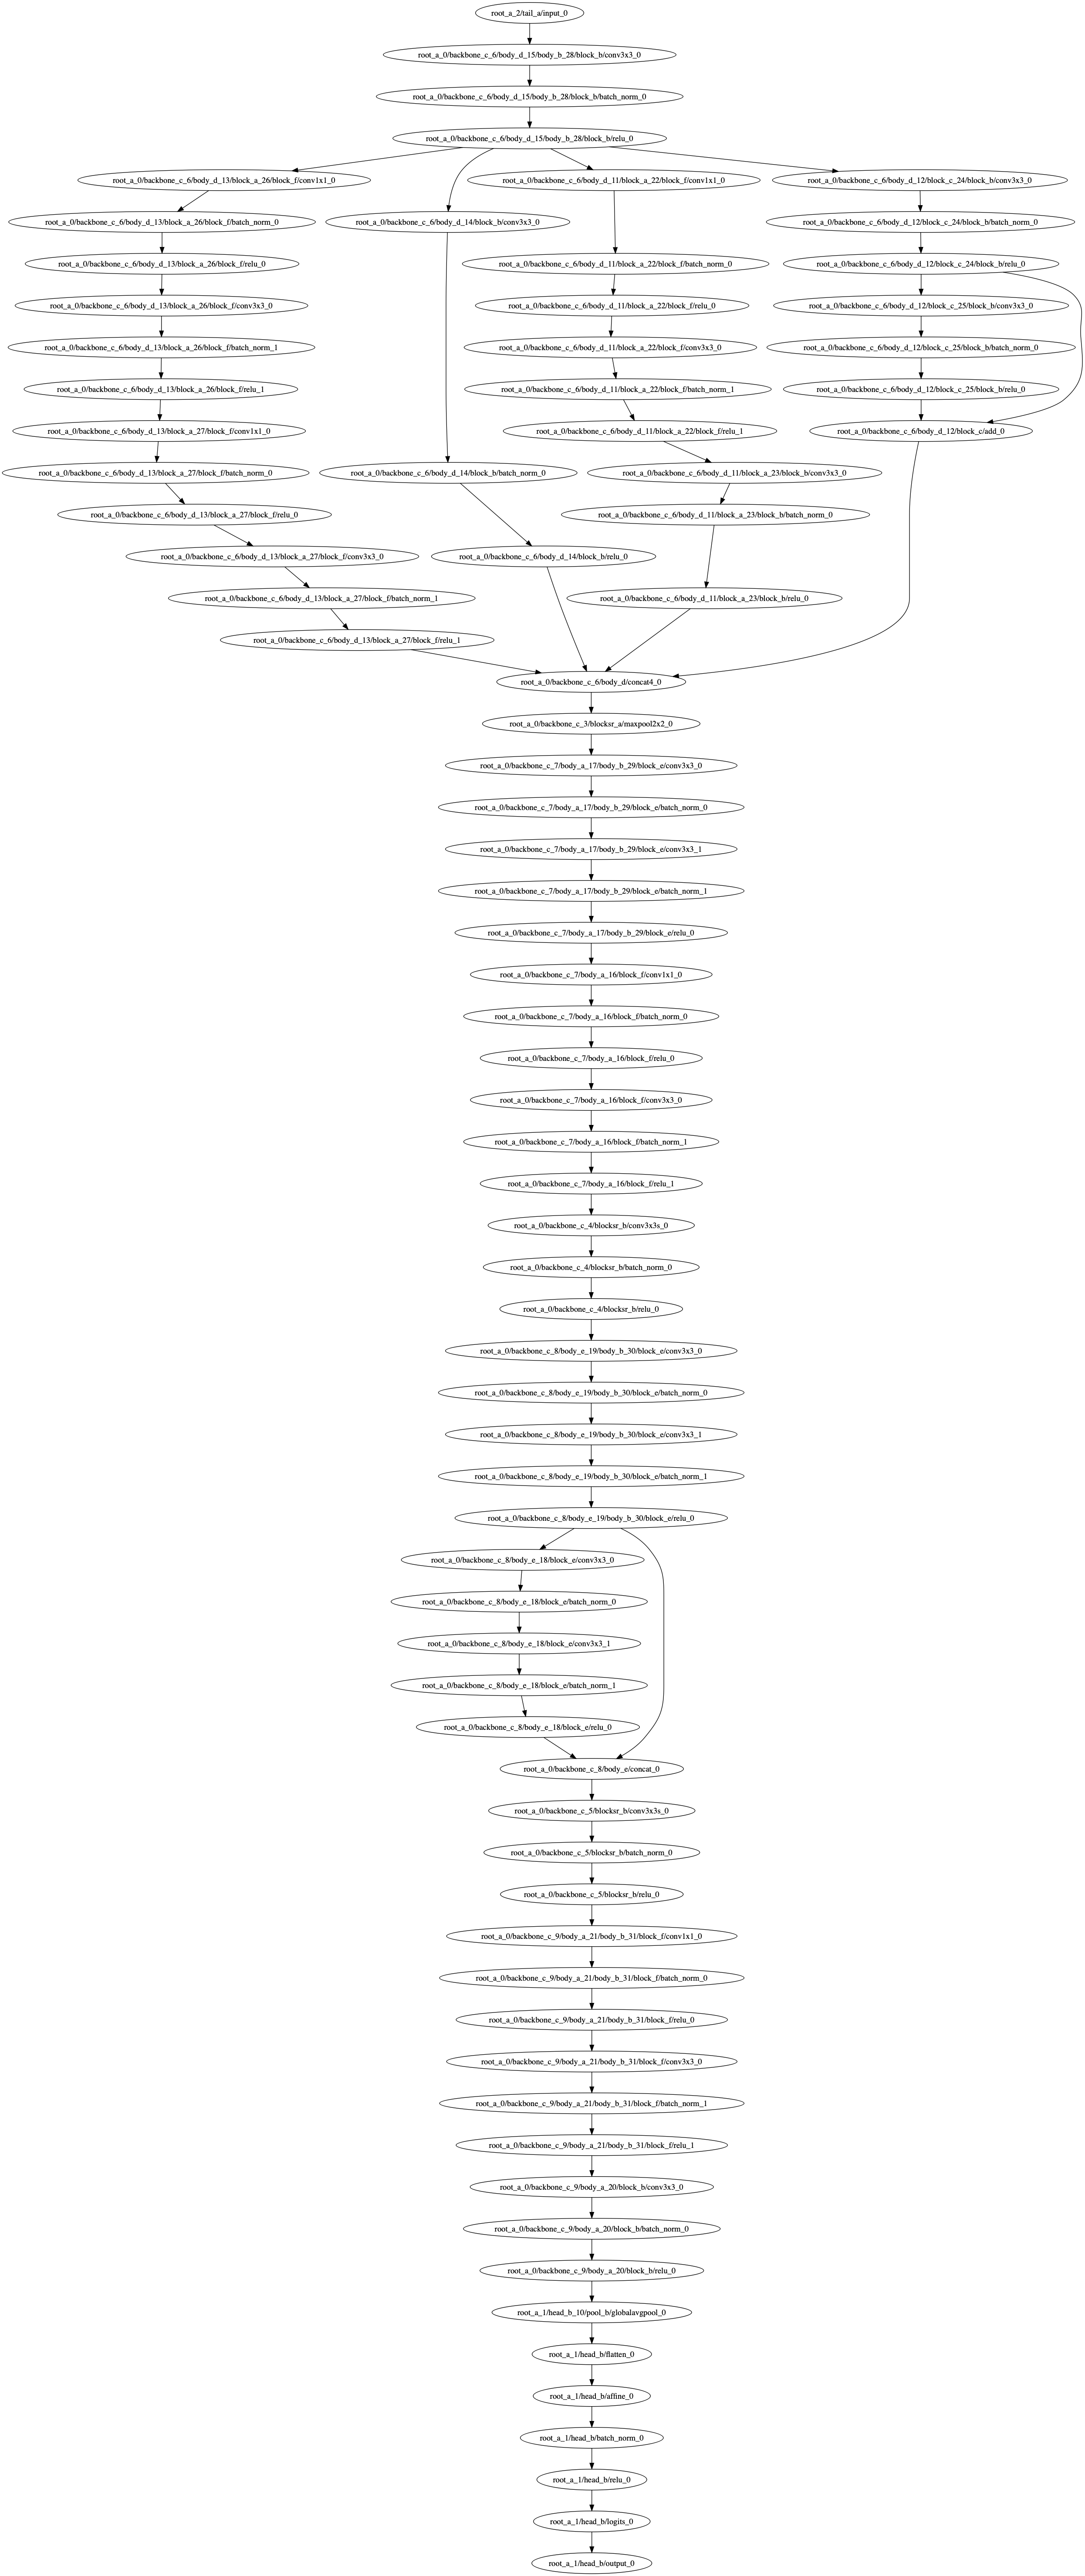 root_a_2/tail_a/input_0
root_a_0/backbone_c_6/body_d_15/body_b_28/block_b/conv3x3_0
root_a_0/backbone_c_6/body_d_15/body_b_28/block_b/batch_norm_0
root_a_0/backbone_c_6/body_d_15/body_b_28/block_b/relu_0
root_a_0/backbone_c_6/body_d_13/block_a_26/block_f/conv1x1_0
root_a_0/backbone_c_6/body_d_11/block_a_22/block_f/conv1x1_0
root_a_0/backbone_c_6/body_d_12/block_c_24/block_b/conv3x3_0
root_a_0/backbone_c_6/body_d_13/block_a_26/block_f/batch_norm_0
root_a_0/backbone_c_6/body_d_14/block_b/conv3x3_0
root_a_0/backbone_c_6/body_d_12/block_c_24/block_b/batch_norm_0
root_a_0/backbone_c_6/body_d_13/block_a_26/block_f/relu_0
root_a_0/backbone_c_6/body_d_11/block_a_22/block_f/batch_norm_0
root_a_0/backbone_c_6/body_d_12/block_c_24/block_b/relu_0
root_a_0/backbone_c_6/body_d_13/block_a_26/block_f/conv3x3_0
root_a_0/backbone_c_6/body_d_11/block_a_22/block_f/relu_0
root_a_0/backbone_c_6/body_d_12/block_c_25/block_b/conv3x3_0
root_a_0/backbone_c_6/body_d_13/block_a_26/block_f/batch_norm_1
root_a_0/backbone_c_6/body_d_11/block_a_22/block_f/conv3x3_0
root_a_0/backbone_c_6/body_d_12/block_c_25/block_b/batch_norm_0
root_a_0/backbone_c_6/body_d_13/block_a_26/block_f/relu_1
root_a_0/backbone_c_6/body_d_11/block_a_22/block_f/batch_norm_1
root_a_0/backbone_c_6/body_d_12/block_c_25/block_b/relu_0
root_a_0/backbone_c_6/body_d_13/block_a_27/block_f/conv1x1_0
root_a_0/backbone_c_6/body_d_11/block_a_22/block_f/relu_1
root_a_0/backbone_c_6/body_d_12/block_c/add_0
root_a_0/backbone_c_6/body_d_13/block_a_27/block_f/batch_norm_0
root_a_0/backbone_c_6/body_d_14/block_b/batch_norm_0
root_a_0/backbone_c_6/body_d_11/block_a_23/block_b/conv3x3_0
root_a_0/backbone_c_6/body_d_13/block_a_27/block_f/relu_0
root_a_0/backbone_c_6/body_d_11/block_a_23/block_b/batch_norm_0
root_a_0/backbone_c_6/body_d_13/block_a_27/block_f/conv3x3_0
root_a_0/backbone_c_6/body_d_14/block_b/relu_0
root_a_0/backbone_c_6/body_d_13/block_a_27/block_f/batch_norm_1
root_a_0/backbone_c_6/body_d_11/block_a_23/block_b/relu_0
root_a_0/backbone_c_6/body_d_13/block_a_27/block_f/relu_1
root_a_0/backbone_c_6/body_d/concat4_0
root_a_0/backbone_c_3/blocksr_a/maxpool2x2_0
root_a_0/backbone_c_7/body_a_17/body_b_29/block_e/conv3x3_0
root_a_0/backbone_c_7/body_a_17/body_b_29/block_e/batch_norm_0
root_a_0/backbone_c_7/body_a_17/body_b_29/block_e/conv3x3_1
root_a_0/backbone_c_7/body_a_17/body_b_29/block_e/batch_norm_1
root_a_0/backbone_c_7/body_a_17/body_b_29/block_e/relu_0
root_a_0/backbone_c_7/body_a_16/block_f/conv1x1_0
root_a_0/backbone_c_7/body_a_16/block_f/batch_norm_0
root_a_0/backbone_c_7/body_a_16/block_f/relu_0
root_a_0/backbone_c_7/body_a_16/block_f/conv3x3_0
root_a_0/backbone_c_7/body_a_16/block_f/batch_norm_1
root_a_0/backbone_c_7/body_a_16/block_f/relu_1
root_a_0/backbone_c_4/blocksr_b/conv3x3s_0
root_a_0/backbone_c_4/blocksr_b/batch_norm_0
root_a_0/backbone_c_4/blocksr_b/relu_0
root_a_0/backbone_c_8/body_e_19/body_b_30/block_e/conv3x3_0
root_a_0/backbone_c_8/body_e_19/body_b_30/block_e/batch_norm_0
root_a_0/backbone_c_8/body_e_19/body_b_30/block_e/conv3x3_1
root_a_0/backbone_c_8/body_e_19/body_b_30/block_e/batch_norm_1
root_a_0/backbone_c_8/body_e_19/body_b_30/block_e/relu_0
root_a_0/backbone_c_8/body_e_18/block_e/conv3x3_0
root_a_0/backbone_c_8/body_e_18/block_e/batch_norm_0
root_a_0/backbone_c_8/body_e_18/block_e/conv3x3_1
root_a_0/backbone_c_8/body_e_18/block_e/batch_norm_1
root_a_0/backbone_c_8/body_e_18/block_e/relu_0
root_a_0/backbone_c_8/body_e/concat_0
root_a_0/backbone_c_5/blocksr_b/conv3x3s_0
root_a_0/backbone_c_5/blocksr_b/batch_norm_0
root_a_0/backbone_c_5/blocksr_b/relu_0
root_a_0/backbone_c_9/body_a_21/body_b_31/block_f/conv1x1_0
root_a_0/backbone_c_9/body_a_21/body_b_31/block_f/batch_norm_0
root_a_0/backbone_c_9/body_a_21/body_b_31/block_f/relu_0
root_a_0/backbone_c_9/body_a_21/body_b_31/block_f/conv3x3_0
root_a_0/backbone_c_9/body_a_21/body_b_31/block_f/batch_norm_1
root_a_0/backbone_c_9/body_a_21/body_b_31/block_f/relu_1
root_a_0/backbone_c_9/body_a_20/block_b/conv3x3_0
root_a_0/backbone_c_9/body_a_20/block_b/batch_norm_0
root_a_0/backbone_c_9/body_a_20/block_b/relu_0
root_a_1/head_b_10/pool_b/globalavgpool_0
root_a_1/head_b/flatten_0
root_a_1/head_b/affine_0
root_a_1/head_b/batch_norm_0
root_a_1/head_b/relu_0
root_a_1/head_b/logits_0
root_a_1/head_b/output_0